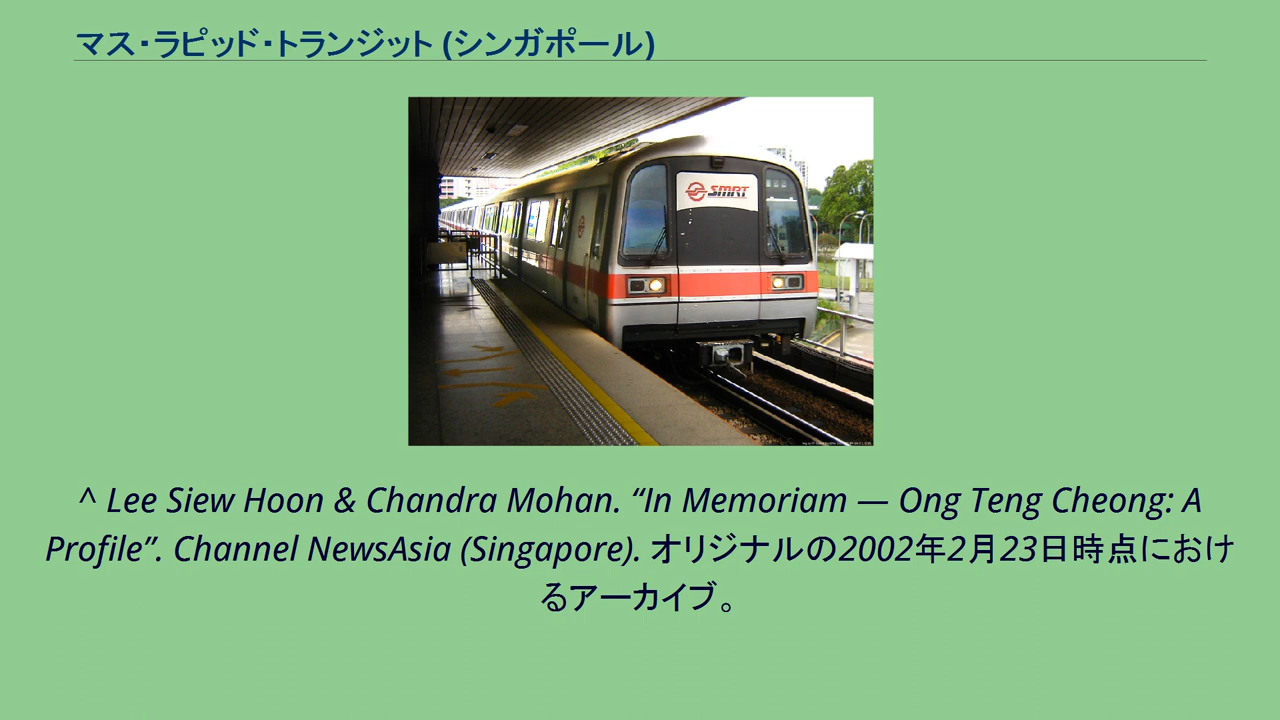 マス・ラピッド・トランジット (シンガポール)
SMRT
^ Lee Siew Hoon & Chandra Mohan. “In Memoriam — Ong Teng Cheong: A
Profile”. Channel NewsAsia (Singapore). オリジナルの2002年2月23日時点におけ
るアーカイブ。